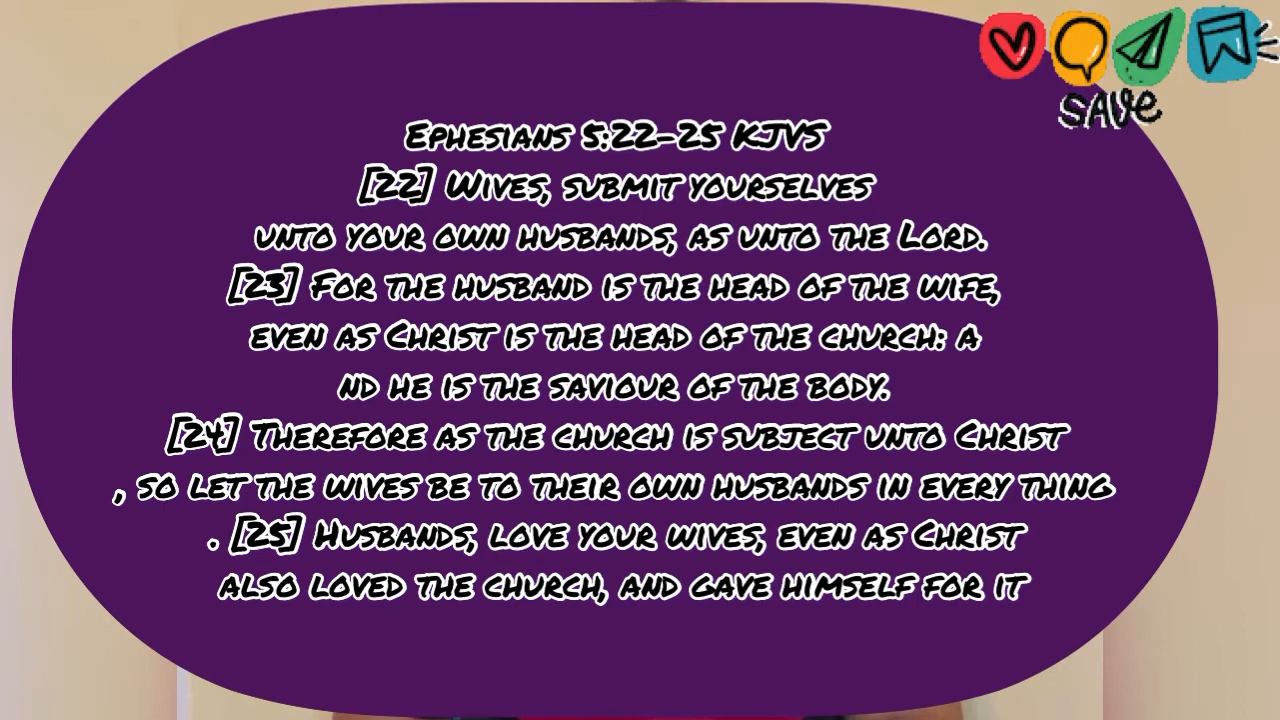 SAVE
Ephesians 5:22-25 KJVS
[22] Wives, submit yourselves
unto your own husbands, as unto the Lord.
[23] For the husband is the head of the wife,
even as Christ is the head of the church: a
nd he is the saviour of the body.
[24] Therefore as the church is subject unto Christ
, so let the wives be to their own husbands in every thing
. [25] Husbands, love your wives, even as Christ
also loved the church, and gave himself for it